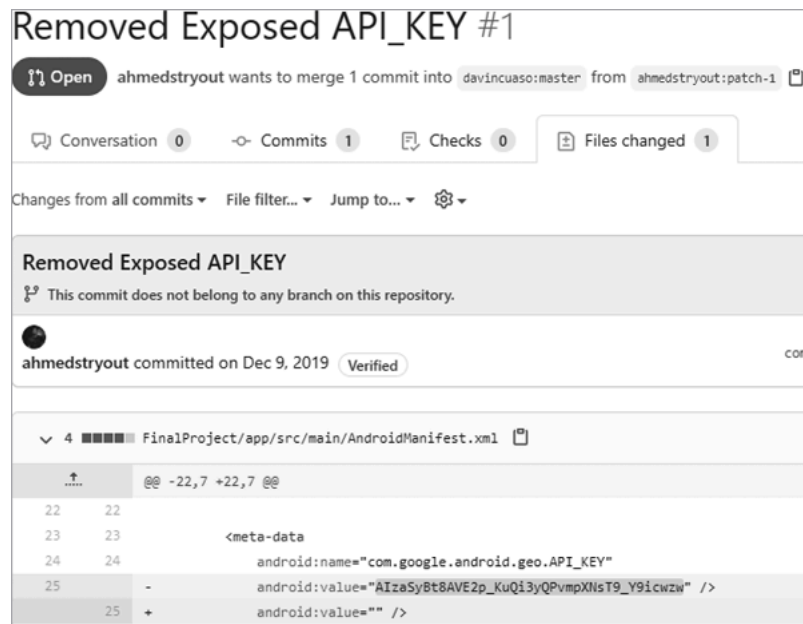 Removed Exposed API_KEY #1
Open ahmedstryout wants to merge 1 commit into davincuaso:master from ahmedstryout:patch-1
Conversation 0 Commits 1 Checks 0 Files changed 1
Changes from all commits File filter... Jump to...
Removed Exposed API_KEY
This commit does not belong to any branch on this repository.
ahmedstryout committed on Dec 9, 2019 Verified
4 FinalProject/app/src/main/AndroidManifest.xml
@@ -22,7 +22,7 @@
22 22
23 23 <meta-data
24 24 android:name="com.google.android.geo.API_KEY"
25 - android:value="AIzaSyBt8AVE2p_KuQi3yQPvmpXNsT9_Y9icwzw" />
25 + android:value="" />